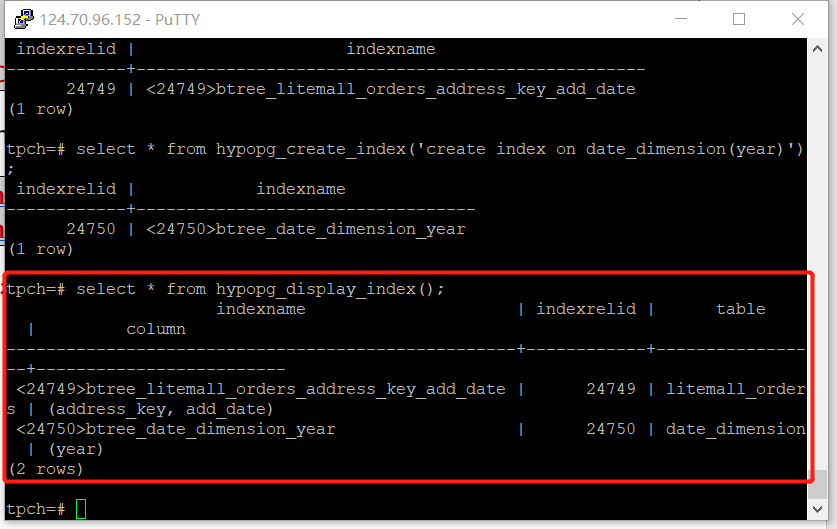 124.70.96.152 - PuTTY
 indexrelid |                     indexname
------------+---------------------------------------------------
      24749 | <24749>btree_litemall_orders_address_key_add_date
(1 row)
tpch=# select * from hypopg_create_index('create index on date_dimension(year)')
;
 indexrelid |            indexname
------------+----------------------------------
      24750 | <24750>btree_date_dimension_year
(1 row)
tpch=# select * from hypopg_display_index();
                     indexname                     | indexrelid |      table
  |         column
---------------------------------------------------+------------+---------------
--+-------------------------
 <24749>btree_litemall_orders_address_key_add_date |      24749 | litemall_order
s | (address_key, add_date)
 <24750>btree_date_dimension_year                  |      24750 | date_dimension
  | (year)
(2 rows)
tpch=#